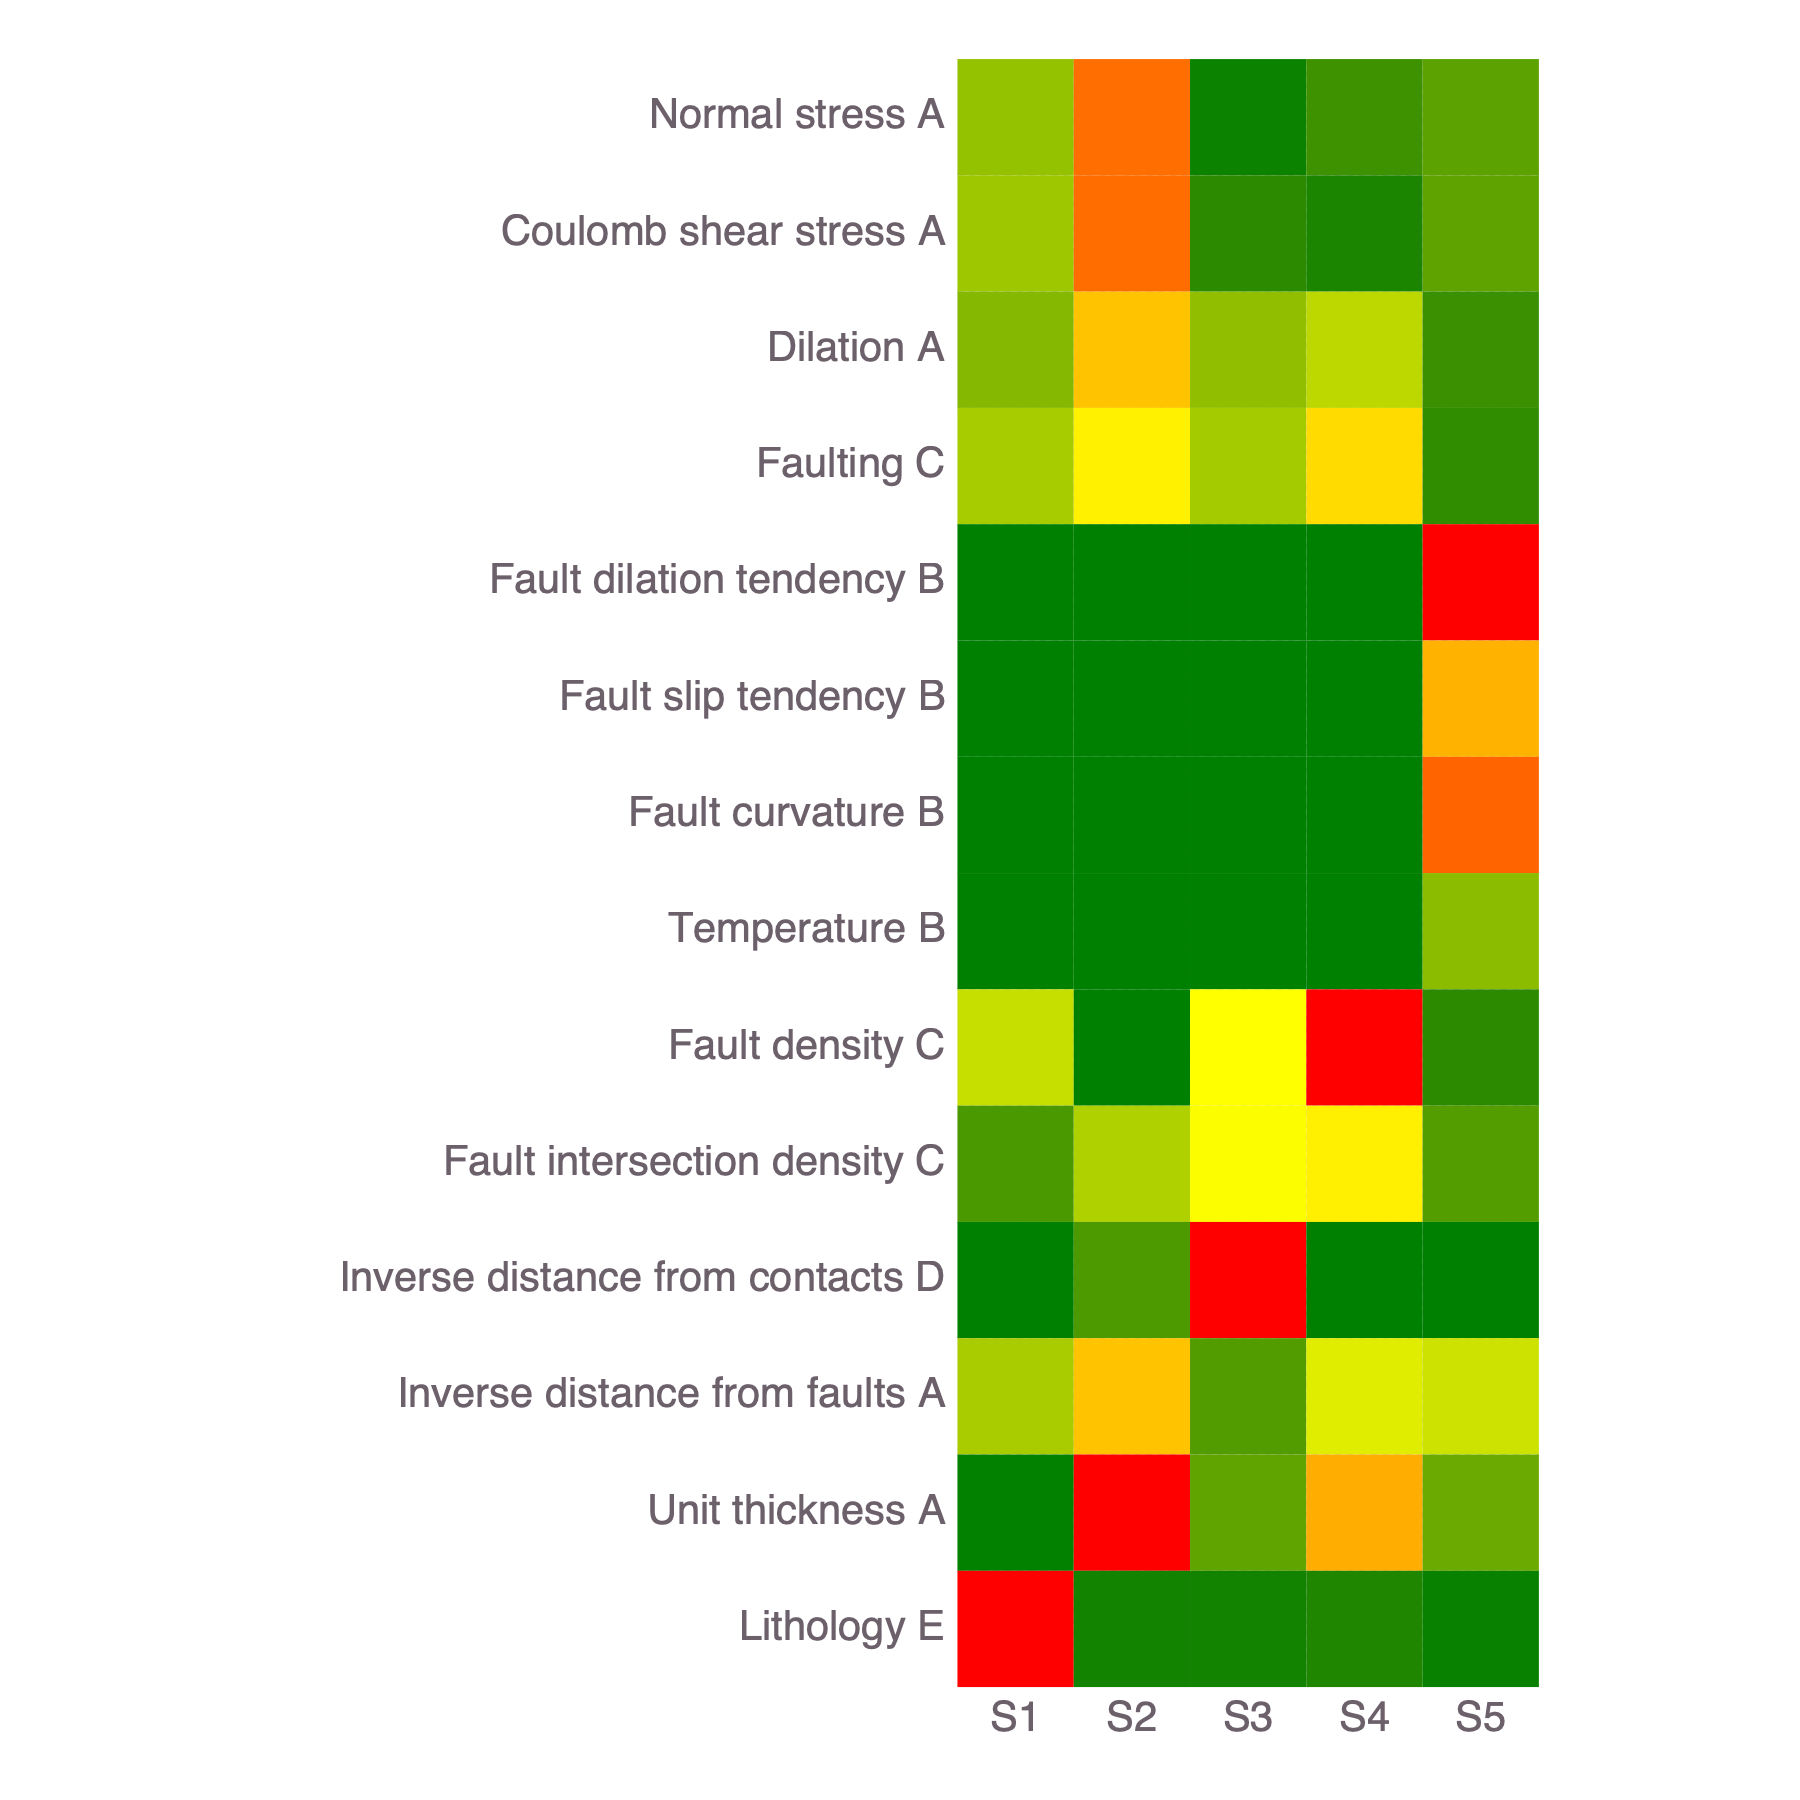 Normal stress A
Coulomb shear stress A
Dilation A
Faulting C
Fault dilation tendency B
Fault slip tendency B
Fault curvature B
Temperature B
Fault density C
Fault intersection density C
Inverse distance from contacts D
Inverse distance from faults A
Unit thickness A
Lithology E
S1 S2 S3 S4 S5